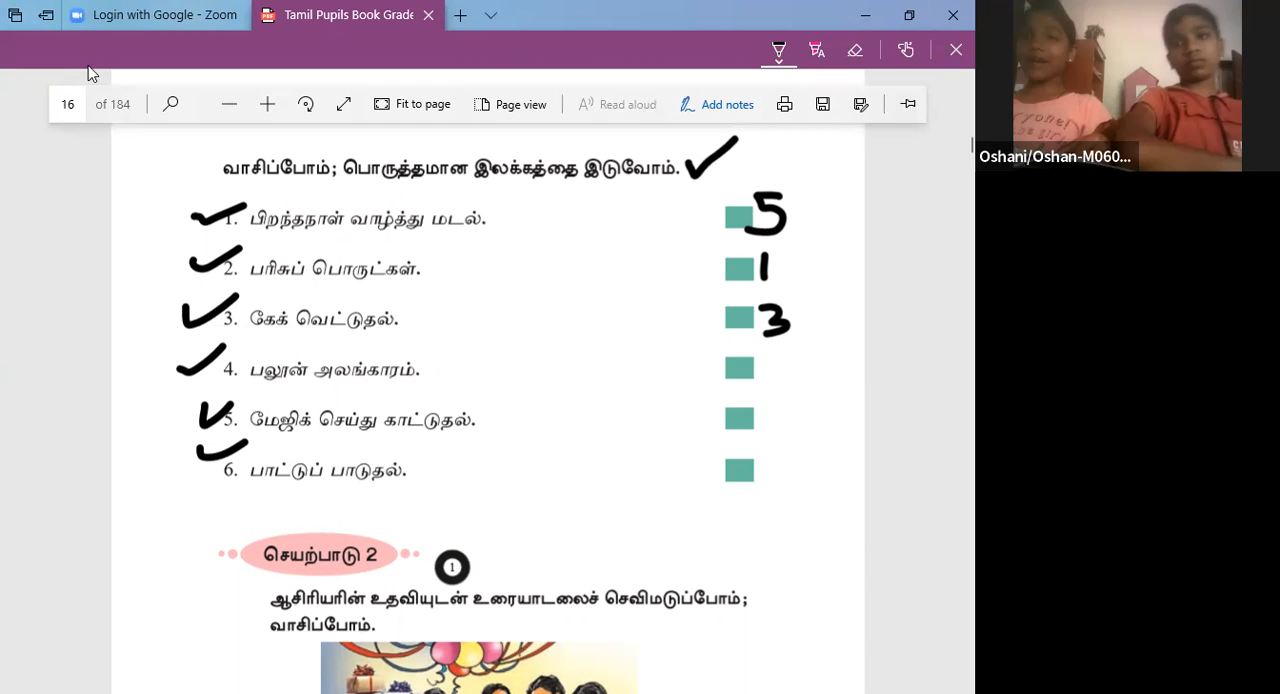 Login with Google - Zoom
Tamil Pupils Book Grade
16 of 184
Fit to page
Page view
Read aloud
Add notes
Oshani/Oshan-M060...
வாசிப்போம்; பொருத்தமான இலக்கத்தை இடுவோம்.
1. பிறந்தநாள் வாழ்த்து மடல். 5
2. பரிசுப் பொருட்கள். 1
3. கேக் வெட்டுதல். 3
4. பலூன் அலங்காரம்.
5. மேஜிக் செய்து காட்டுதல்.
6. பாட்டுப் பாடுதல்.
செயற்பாடு 2
1
ஆசிரியரின் உதவியுடன் உரையாடலைச் செவிமடுப்போம்;
வாசிப்போம்.